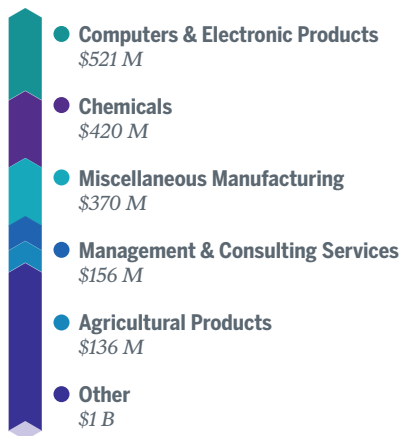 Computers & Electronic Products
$521 M
Chemicals
$420 M
Miscellaneous Manufacturing
$370 M
Management & Consulting Services
$156 M
Agricultural Products
$136 M
Other
$1 B